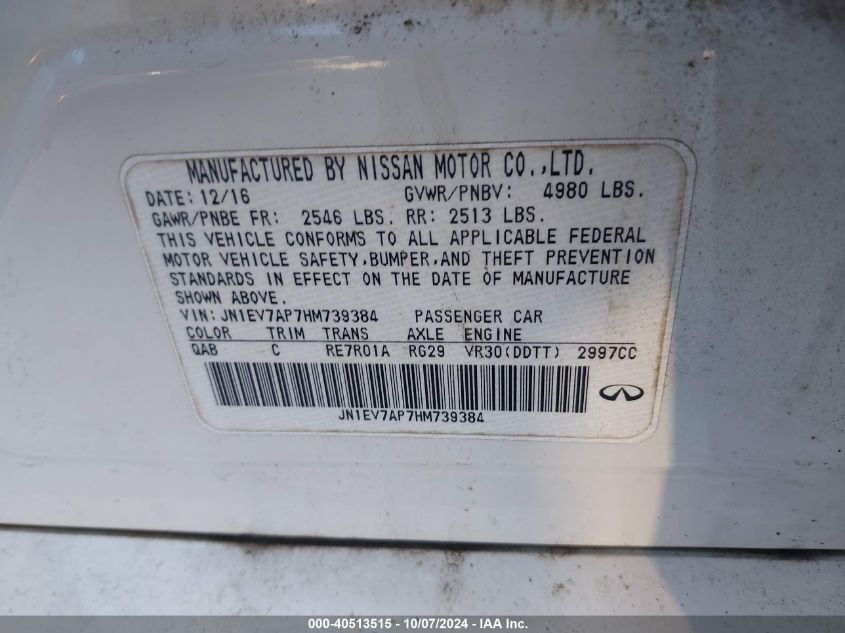 MANUFACTURED BY NISSAN MOTOR CO.,LTD.
DATE: 12/16 GVWR/PNBV: 4980 LBS.
GAWR/PNBE FR: 2546 LBS. RR: 2513 LBS.
THIS VEHICLE CONFORMS TO ALL APPLICABLE FEDERAL
MOTOR VEHICLE SAFETY,BUMPER,AND THEFT PREVENTION
STANDARDS IN EFFECT ON THE DATE OF MANUFACTURE
SHOWN ABOVE.
VIN:JN1EV7AP7HM739384 PASSENGER CAR
COLOR TRIM TRANS AXLE ENGINE
QAB C RE7R01A RG29 VR30(DDTT) 2997CC
JN1EV7AP7HM739384
000-40513515 - 10/07/2024 - IAA Inc.